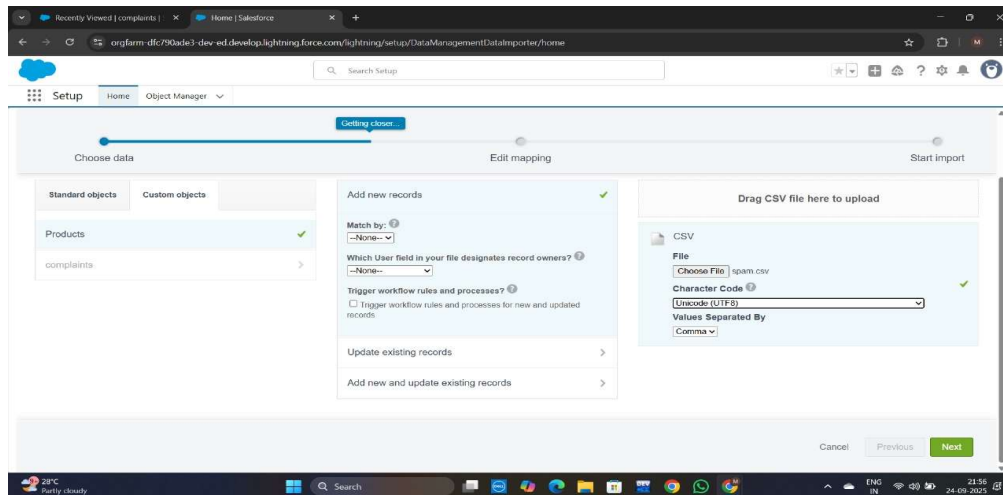 Recently Viewed | complaints |
Home | Salesforce
orgfarm-dfc790ade3-dev-ed.develop.lightning.force.com/lightning/setup/DataManagementDataImporter/home
M
Search Setup
Setup
Home
Object Manager
Getting closer...
Choose data
Edit mapping
Start import
Standard objects
Custom objects
Products
complaints
Add new records
Match by:
--None--
Which User field in your file designates record owners?
--None--
Trigger workflow rules and processes?
Trigger workflow rules and processes for new and updated
records
Update existing records
Add new and update existing records
Drag CSV file here to upload
CSV
File
Choose File spam.csv
Character Code
Unicode (UTF8)
Values Separated By
Comma
Cancel
Previous
Next
28°C
Partly cloudy
Search
ENG
IN
21:56
24-09-2025